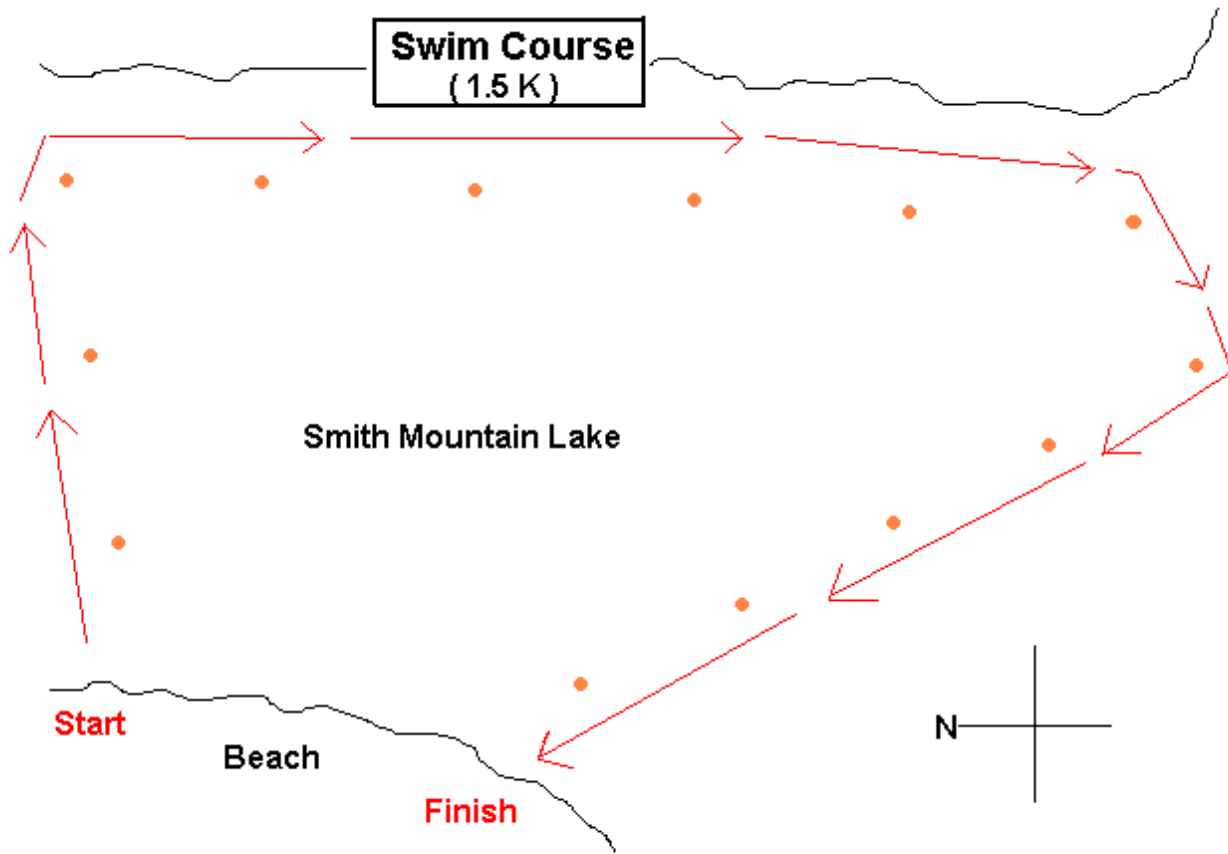 Swim Course
( 1.5 K )
Smith Mountain Lake
Start
Beach
Finish
N